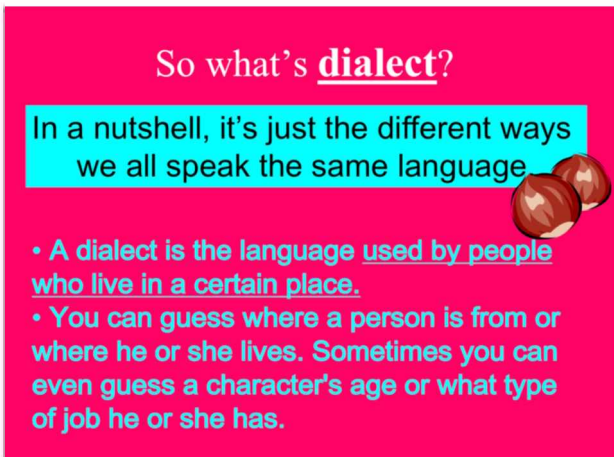 So what's dialect?
In a nutshell, it's just the different ways
we all speak the same language
• A dialect is the language used by people
who live in a certain place.
• You can guess where a person is from or
where he or she lives. Sometimes you can
even guess a character's age or what type
of job he or she has.